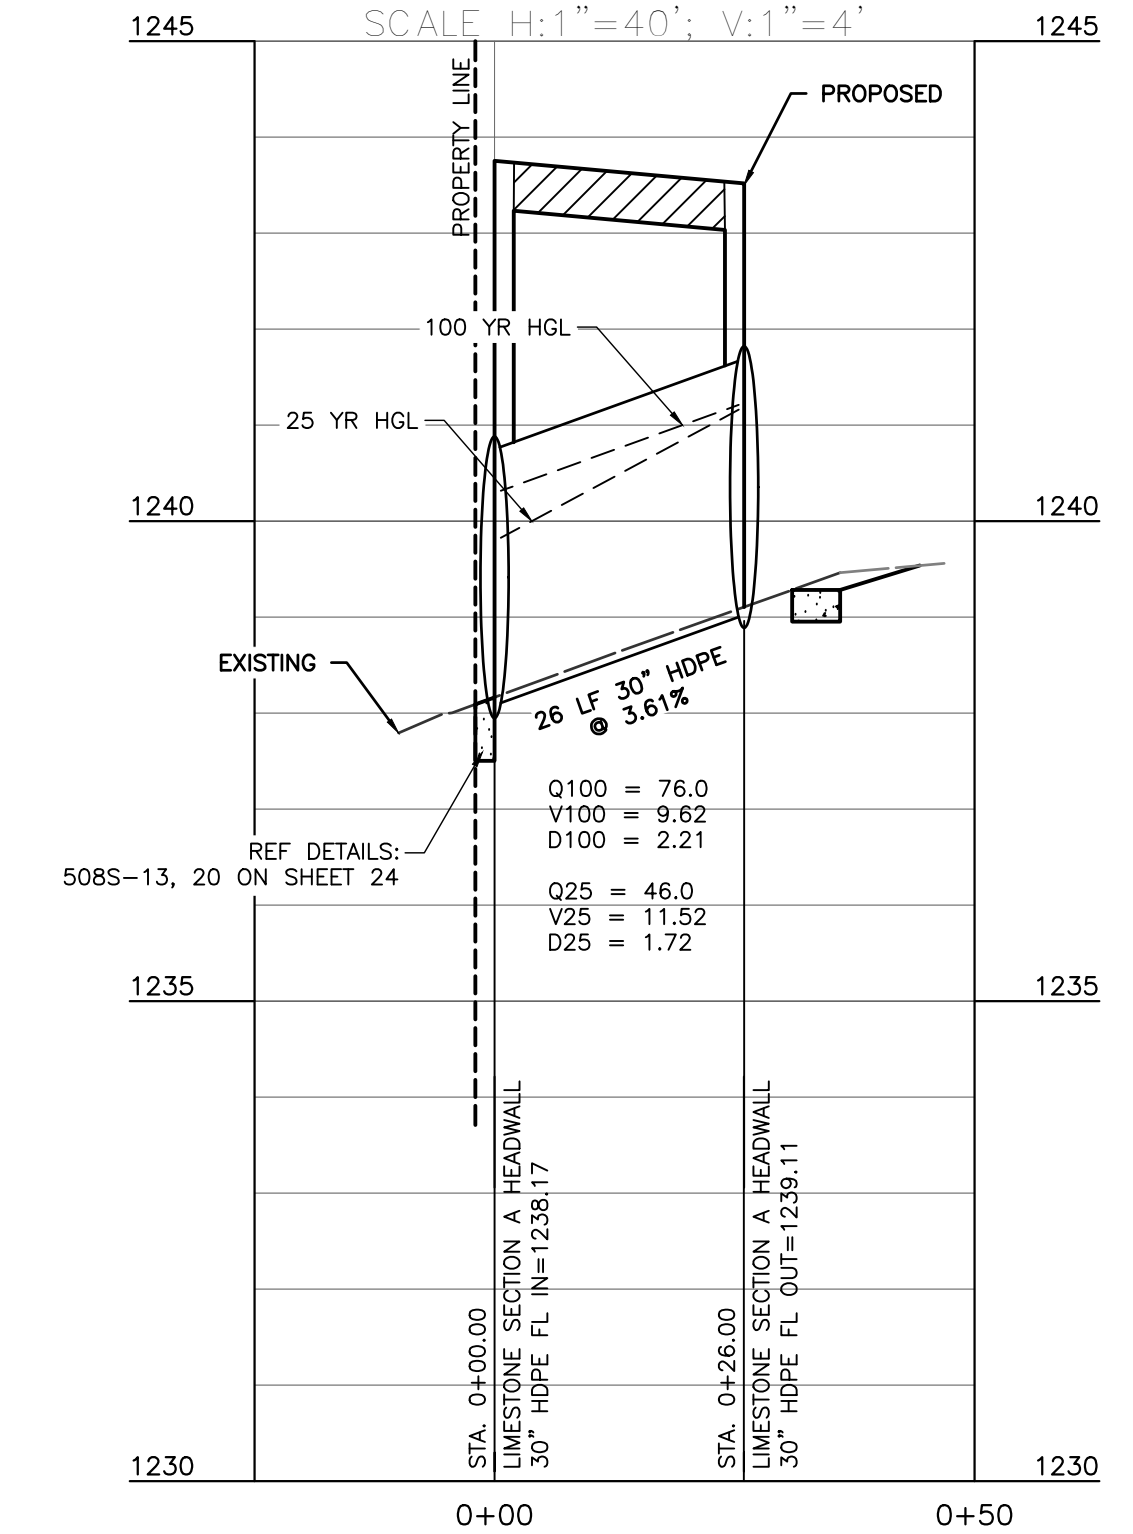 SCALE H:1"=40'; V:1"=4'
1245
1245
PROPERTY LINE
PROPOSED
100 YR HGL
25 YR HGL
1240
1240
EXISTING
26 LF 30" HDPE
@ 3.61%
Q100 = 76.0
V100 = 9.62
D100 = 2.21
REF DETAILS:
508S-13, 20 ON SHEET 24
Q25 = 46.0
V25 = 11.52
D25 = 1.72
1235
1235
STA. 0+00.00
LIMESTONE SECTION A HEADWALL
30" HDPE FL IN=1238.17
STA. 0+26.00
LIMESTONE SECTION A HEADWALL
30" HDPE FL OUT=1239.11
1230
1230
0+00
0+50